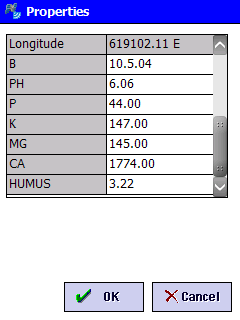 Properties
Longitude 619102.11 E
B 10.5.04
PH 6.06
P 44.00
K 147.00
MG 145.00
CA 1774.00
HUMUS 3.22
OK Cancel